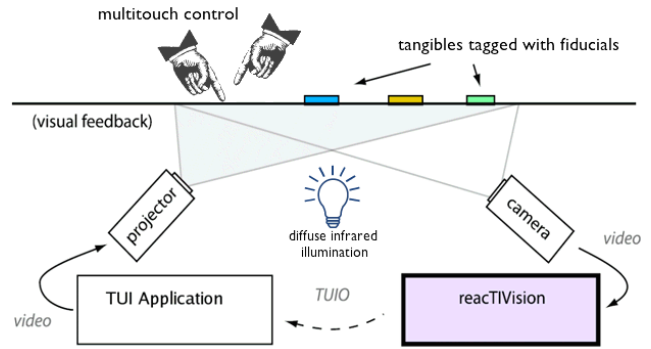 multitouch control
tangibles tagged with fiducials
(visual feedback)
projector
camera
diffuse infrared
illumination
video
TUI Application
TUIO
reacTIVision
video